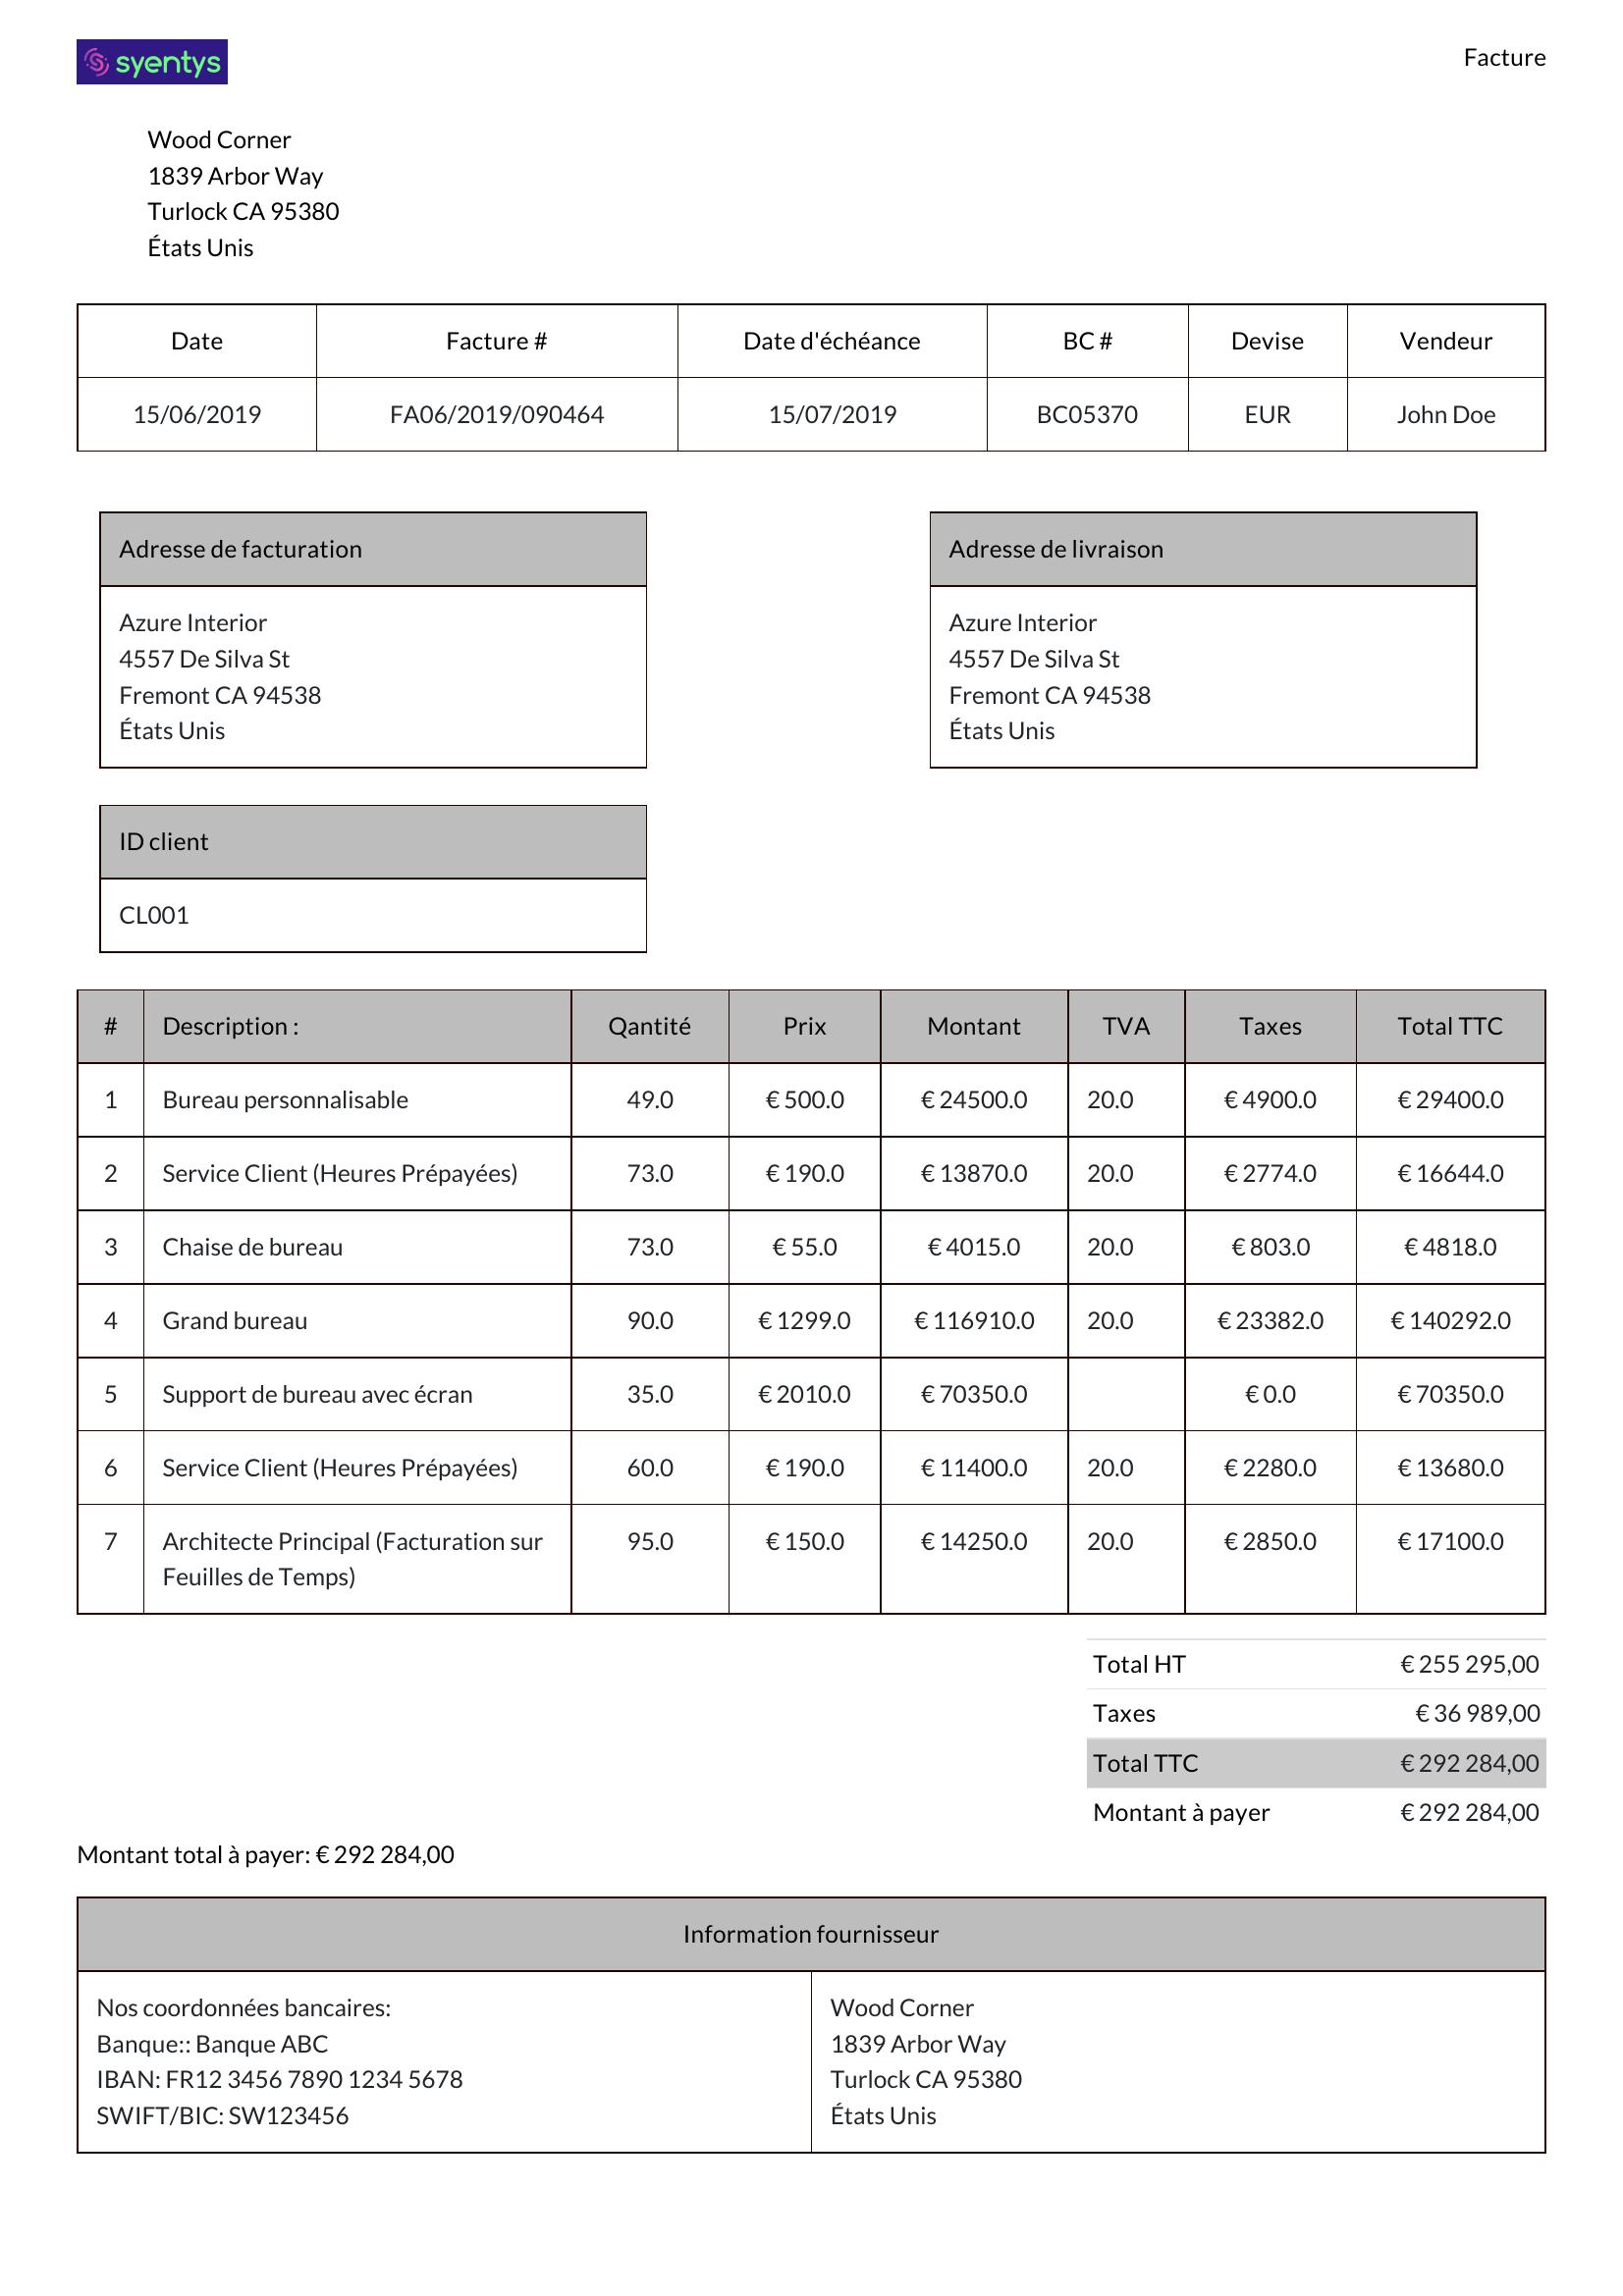 syentys
Facture
Wood Corner
1839 Arbor Way
Turlock CA 95380
États Unis
Date Facture # Date d'échéance BC # Devise Vendeur
15/06/2019 FA06/2019/090464 15/07/2019 BC05370 EUR John Doe
Adresse de facturation
Azure Interior
4557 De Silva St
Fremont CA 94538
États Unis
Adresse de livraison
Azure Interior
4557 De Silva St
Fremont CA 94538
États Unis
ID client
CL001
# Description : Qantité Prix Montant TVA Taxes Total TTC
1 Bureau personnalisable 49.0 € 500.0 € 24500.0 20.0 € 4900.0 € 29400.0
2 Service Client (Heures Prépayées) 73.0 € 190.0 € 13870.0 20.0 € 2774.0 € 16644.0
3 Chaise de bureau 73.0 € 55.0 € 4015.0 20.0 € 803.0 € 4818.0
4 Grand bureau 90.0 € 1299.0 € 116910.0 20.0 € 23382.0 € 140292.0
5 Support de bureau avec écran 35.0 € 2010.0 € 70350.0 € 0.0 € 70350.0
6 Service Client (Heures Prépayées) 60.0 € 190.0 € 11400.0 20.0 € 2280.0 € 13680.0
7 Architecte Principal (Facturation sur 95.0 € 150.0 € 14250.0 20.0 € 2850.0 € 17100.0
Feuilles de Temps)
Total HT € 255 295,00
Taxes € 36 989,00
Total TTC € 292 284,00
Montant à payer € 292 284,00
Montant total à payer: € 292 284,00
Information fournisseur
Nos coordonnées bancaires:
Banque:: Banque ABC
IBAN: FR12 3456 7890 1234 5678
SWIFT/BIC: SW123456
Wood Corner
1839 Arbor Way
Turlock CA 95380
États Unis